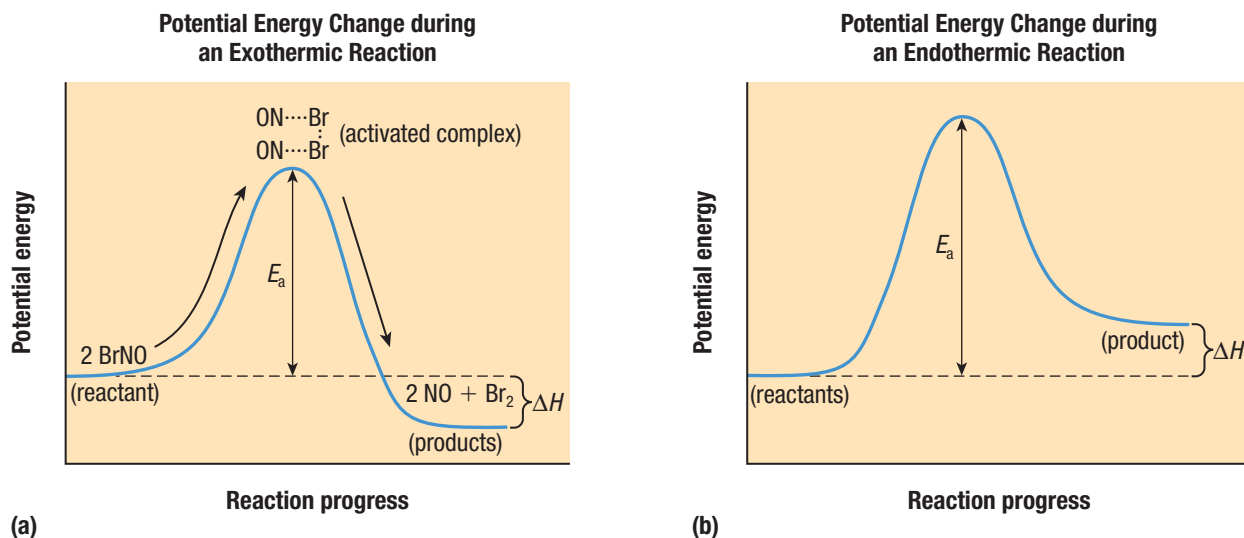 Potential Energy Change during
an Exothermic Reaction
ON····Br
(activated complex)
ON····Br
Potential energy
Ea
2 BrNO
(reactant)
2 NO + Br2
ΔH
(products)
Reaction progress
(a)
Potential Energy Change during
an Endothermic Reaction
Potential energy
Ea
(product)
ΔH
(reactants)
Reaction progress
(b)